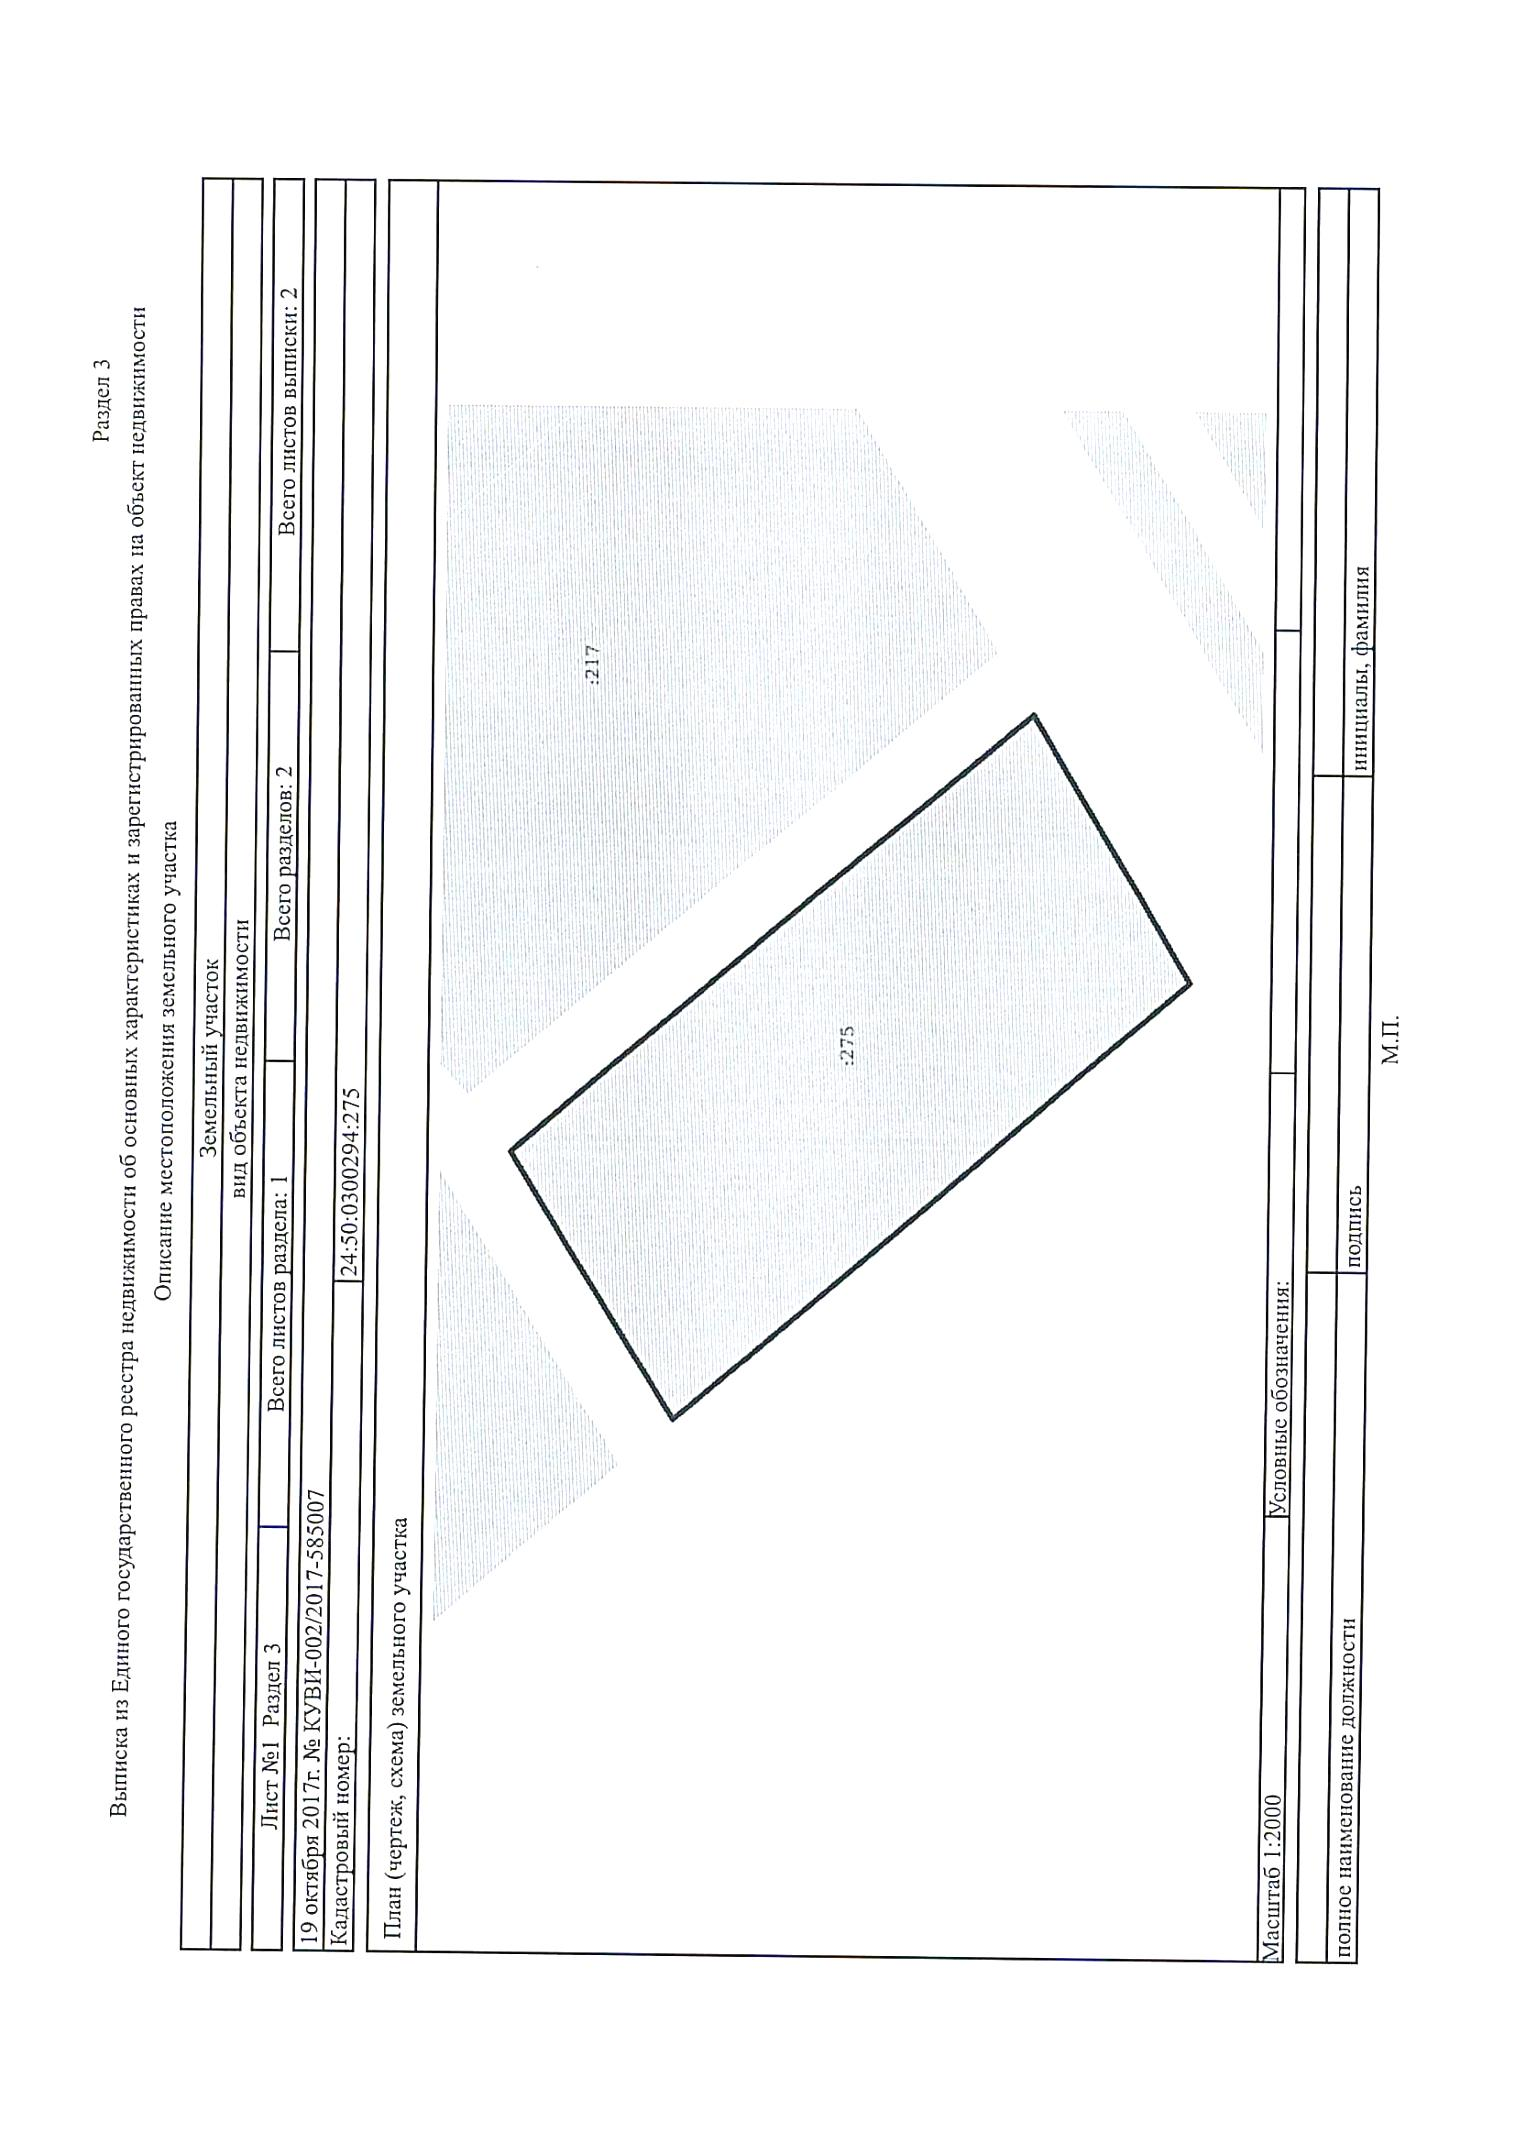 Раздел 3
Выписка из Единого государственного реестра недвижимости об основных характеристиках и зарегистрированных правах на объект недвижимости
Описание местоположения земельного участка
Земельный участок
вид объекта недвижимости
Лист №1 Раздел 3 Всего листов раздела: 1 Всего разделов: 2 Всего листов выписки: 2
19 октября 2017г. № КУВИ-002/2017-585007
Кадастровый номер: 24:50:0300294:275
План (чертеж, схема) земельного участка
:217
:275
Масштаб 1:2000 Условные обозначения:
полное наименование должности подпись инициалы, фамилия
М.П.